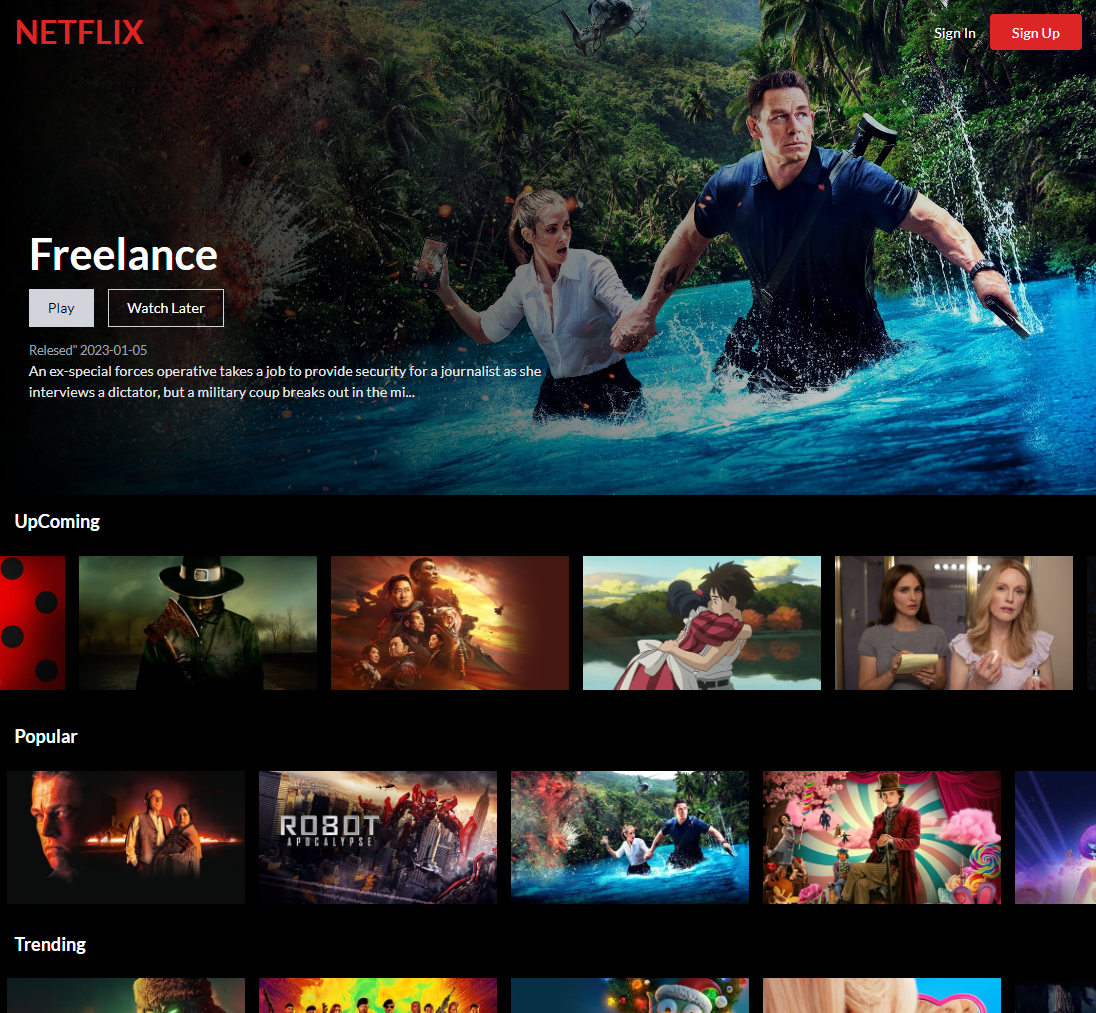 NETFLIX
Sign In
Sign Up
Freelance
Play
Watch Later
Relesed" 2023-01-05
An ex-special forces operative takes a job to provide security for a journalist as she
interviews a dictator, but a military coup breaks out in the mi...
UpComing
Popular
ROBOT
APOCALYPSE
Trending